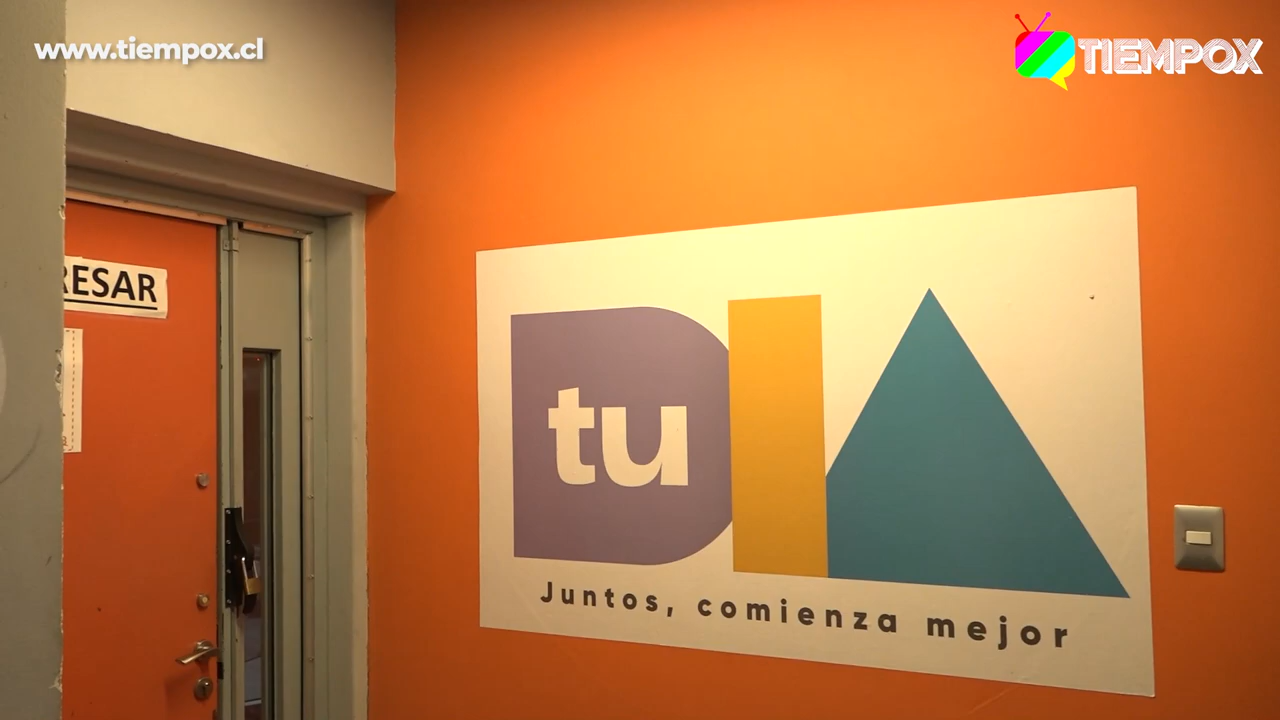 www.tiempox.cl
TIEMPOX
RESAR
tu
DIA
Juntos, comienza mejor